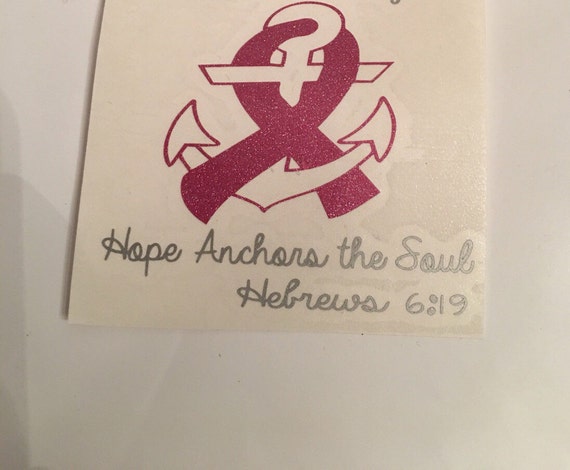 Hope Anchors the Soul
Hebrews 6:19